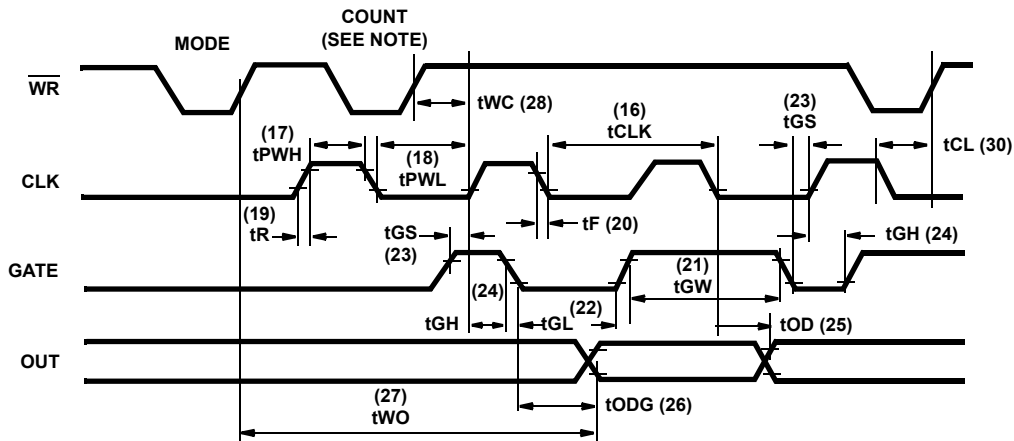 COUNT
(SEE NOTE)
MODE
WR
tWC (28)
(16)
tCLK
(23)
tGS
tCL (30)
(17)
tPWH
(18)
tPWL
CLK
(19)
tR
tGS
(23)
tF (20)
tGH (24)
GATE
(24)
tGH
(22)
tGL
(21)
tGW
tOD (25)
OUT
(27)
tWO
tODG (26)